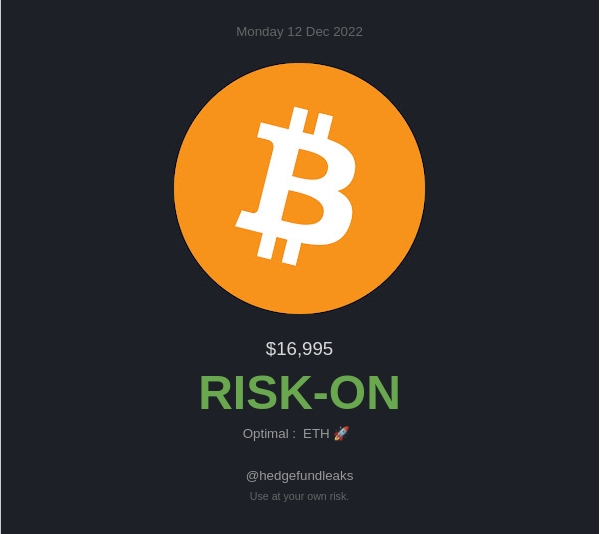 Monday 12 Dec 2022
$16,995
RISK-ON
Optimal : ETH 🚀
@hedgefundleaks
Use at your own risk.